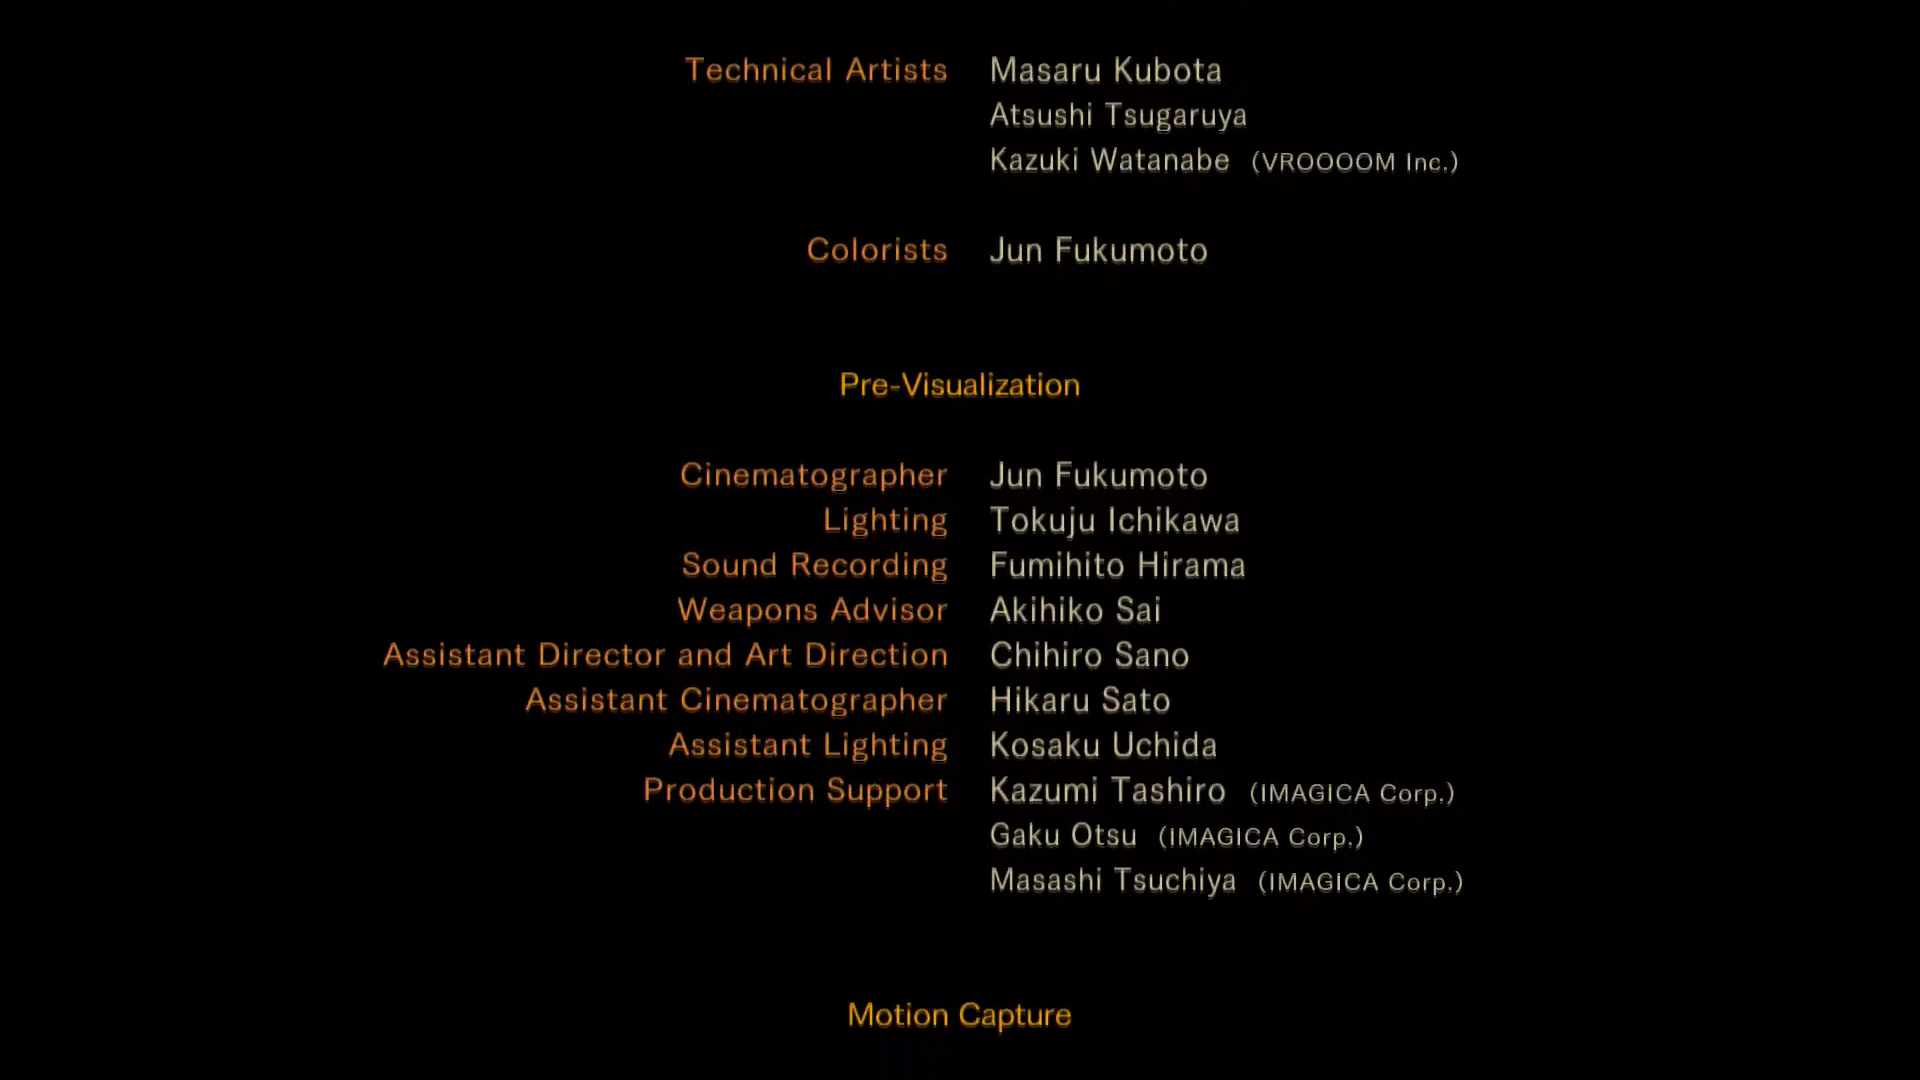 Technical Artists Masaru Kubota
Atsushi Tsugaruya
Kazuki Watanabe (VROOOOM Inc.)
Colorists Jun Fukumoto
Pre-Visualization
Cinematographer Jun Fukumoto
Lighting Tokuju Ichikawa
Sound Recording Fumihito Hirama
Weapons Advisor Akihiko Sai
Assistant Director and Art Direction Chihiro Sano
Assistant Cinematographer Hikaru Sato
Assistant Lighting Kosaku Uchida
Production Support Kazumi Tashiro (IMAGICA Corp.)
Gaku Otsu (IMAGICA Corp.)
Masashi Tsuchiya (IMAGICA Corp.)
Motion Capture